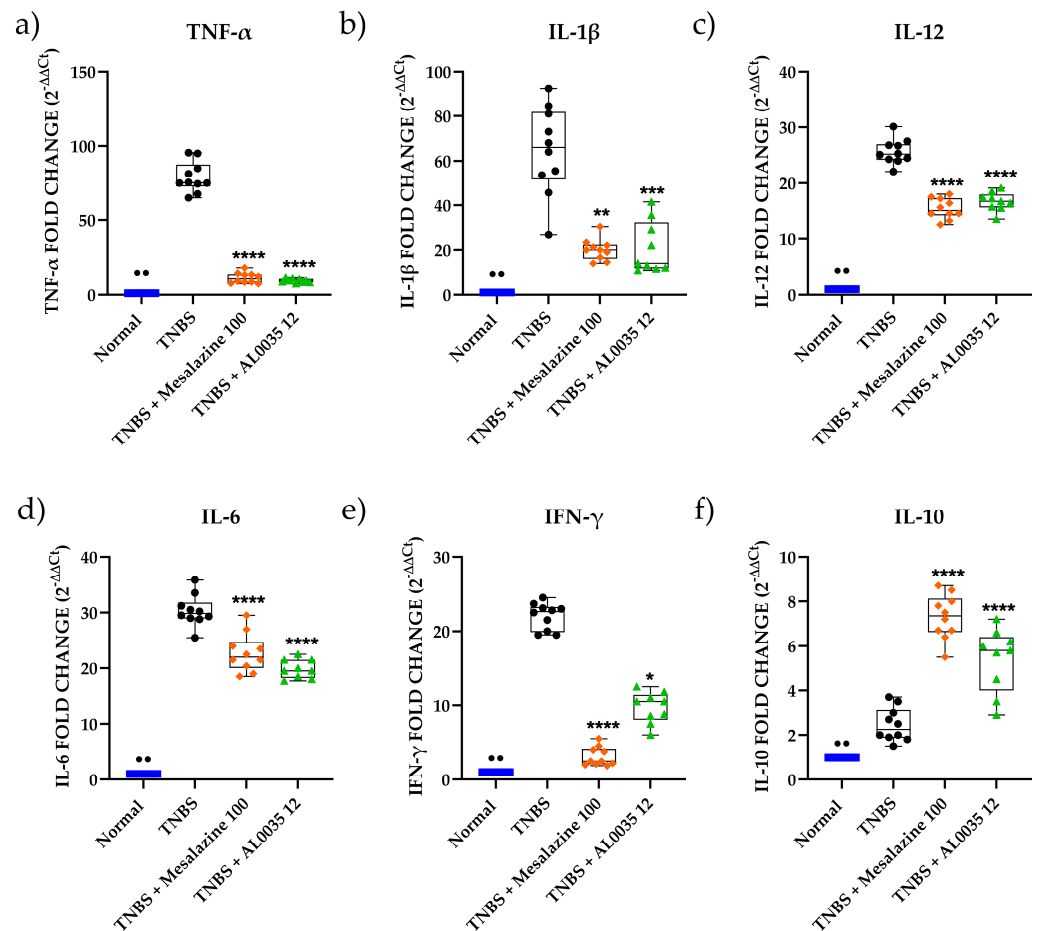 a)
TNF-α
TNF-α FOLD CHANGE (2^-ΔΔCt)
150
100
50
0
••
****
****
Normal
TNBS
TNBS + Mesalazine 100
TNBS + AL0035 12
b)
IL-1β
IL-1β FOLD CHANGE (2^-ΔΔCt)
100
80
60
40
20
0
••
**
***
Normal
TNBS
TNBS + Mesalazine 100
TNBS + AL0035 12
c)
IL-12
IL-12 FOLD CHANGE (2^-ΔΔCt)
40
30
20
10
0
••
****
****
Normal
TNBS
TNBS + Mesalazine 100
TNBS + AL0035 12
d)
IL-6
IL-6 FOLD CHANGE (2^-ΔΔCt)
40
30
20
10
0
••
****
****
Normal
TNBS
TNBS + Mesalazine 100
TNBS + AL0035 12
e)
IFN-γ
IFN-γ FOLD CHANGE (2^-ΔΔCt)
30
20
10
0
••
****
*
Normal
TNBS
TNBS + Mesalazine 100
TNBS + AL0035 12
f)
IL-10
IL-10 FOLD CHANGE (2^-ΔΔCt)
10
8
6
4
2
0
••
****
****
Normal
TNBS
TNBS + Mesalazine 100
TNBS + AL0035 12